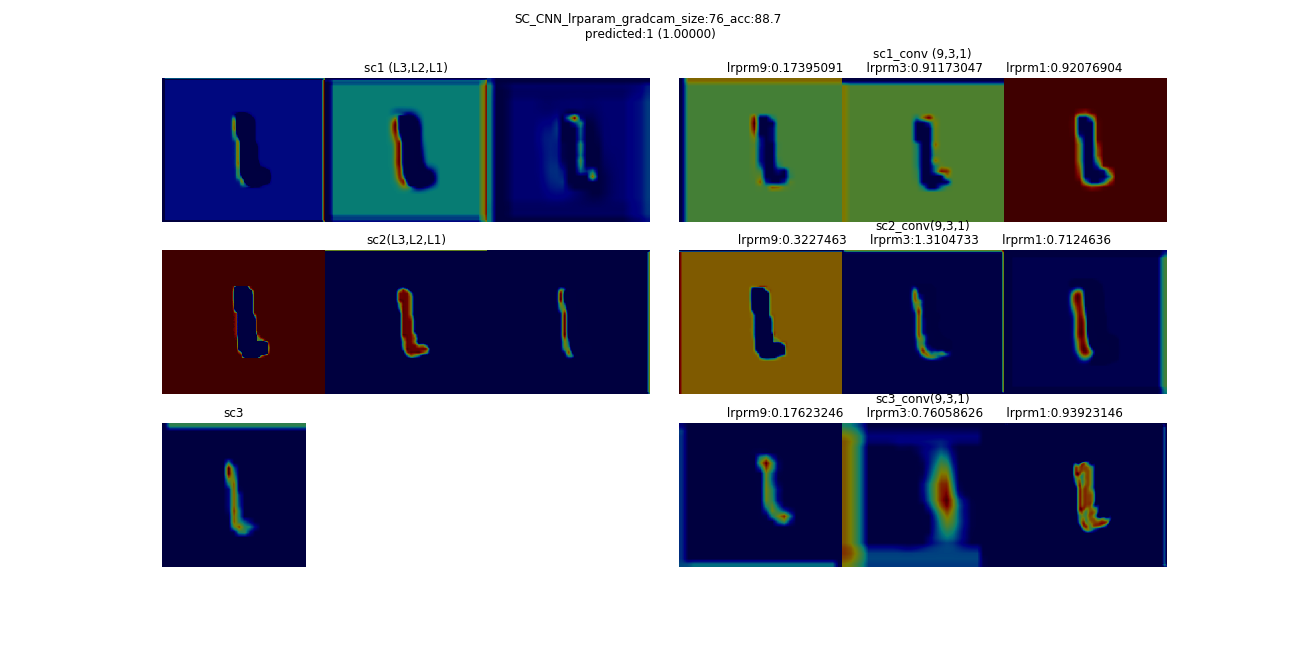 SC_CNN_lrparam_gradcam_size:76_acc:88.7
predicted:1 (1.00000)
sc1 (L3,L2,L1)
sc1_conv (9,3,1)
lrprm9:0.17395091 lrprm3:0.91173047 lrprm1:0.92076904
sc2(L3,L2,L1)
sc2_conv(9,3,1)
lrprm9:0.3227463 lrprm3:1.3104733 lrprm1:0.7124636
sc3
sc3_conv(9,3,1)
lrprm9:0.17623246 lrprm3:0.76058626 lrprm1:0.93923146